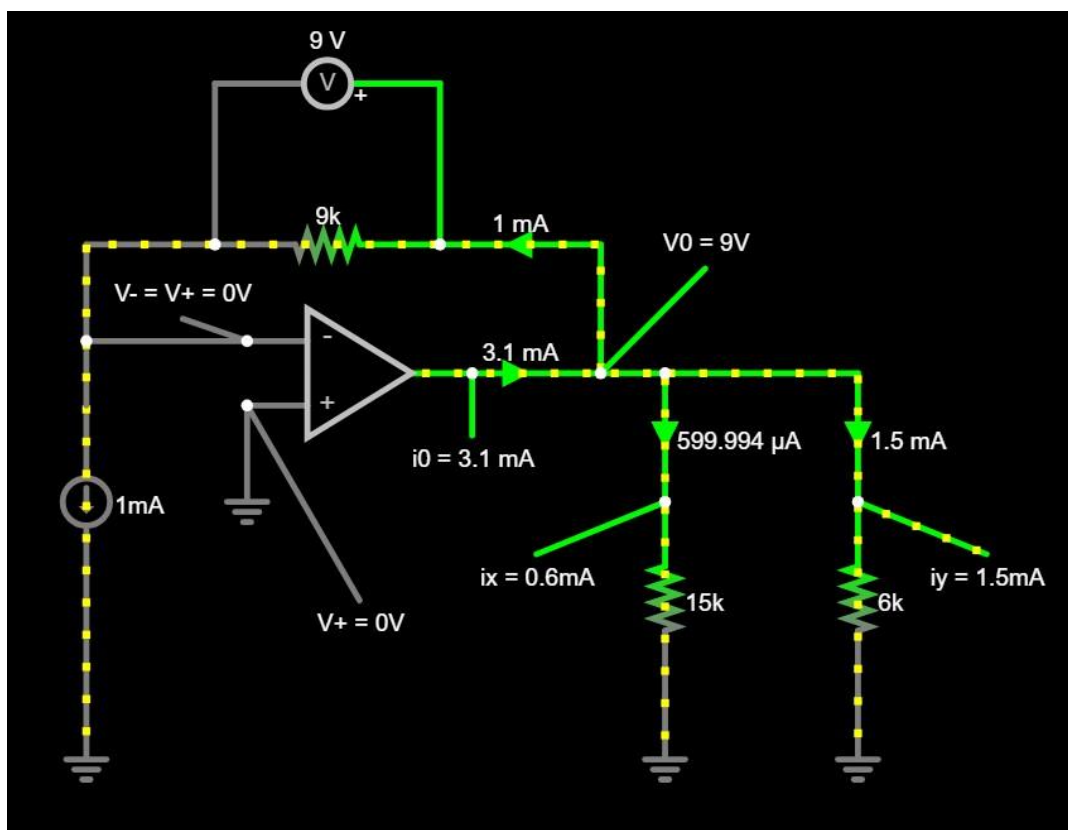 9 V
V
+
9k
1 mA
V0 = 9V
V- = V+ = 0V
-
3.1 mA
+
599.994 μA
1.5 mA
i0 = 3.1 mA
1mA
ix = 0.6mA
iy = 1.5mA
15k
6k
V+ = 0V